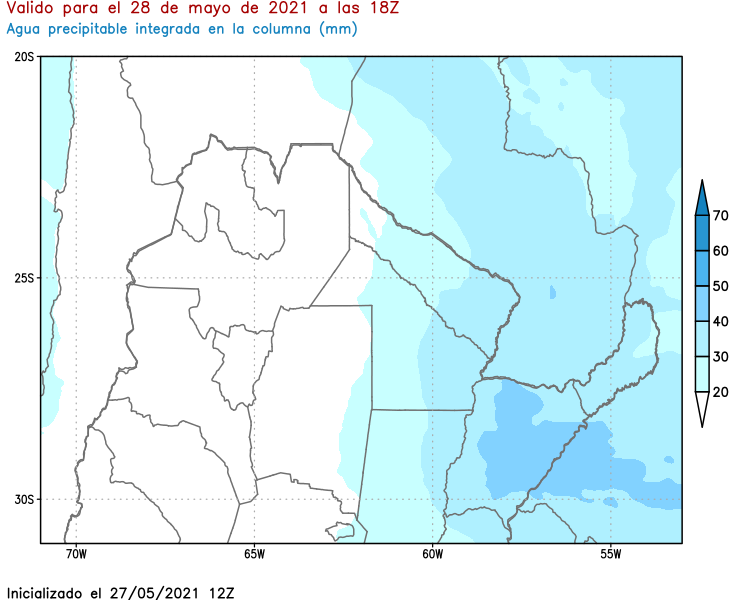 Valido para el 28 de mayo de 2021 a las 18Z
Agua precipitable integrada en la columna (mm)
20S
25S
30S
70W
65W
60W
55W
70
60
50
40
30
20
Inicializado el 27/05/2021 12Z